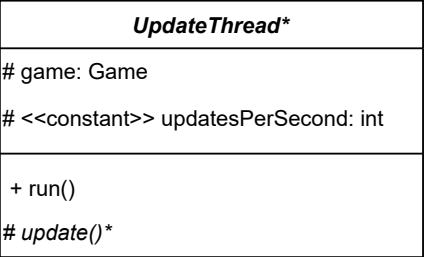 UpdateThread*
# game: Game
# <<constant>> updatesPerSecond: int
+ run()
# update()*